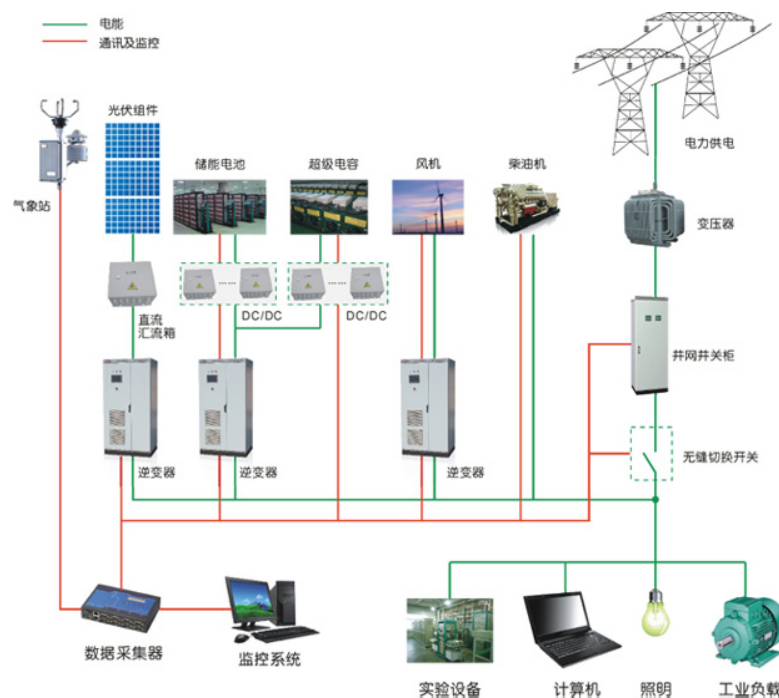 电能
通讯及监控
光伏组件
储能电池
超级电容
风机
柴油机
电力供电
气象站
变压器
DC/DC
DC/DC
直流
汇流箱
井网井关柜
无缝切换开关
逆变器
逆变器
逆变器
数据采集器
监控系统
实验设备
计算机
照明
工业负载